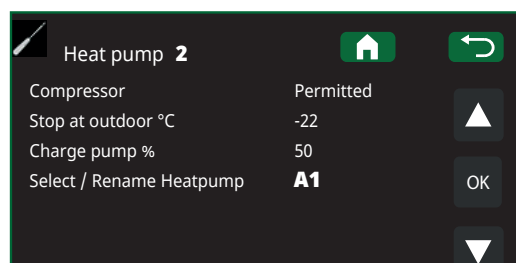 Heat pump 2
Compressor Permitted
Stop at outdoor °C -22
Charge pump % 50
Select / Rename Heatpump A1
OK